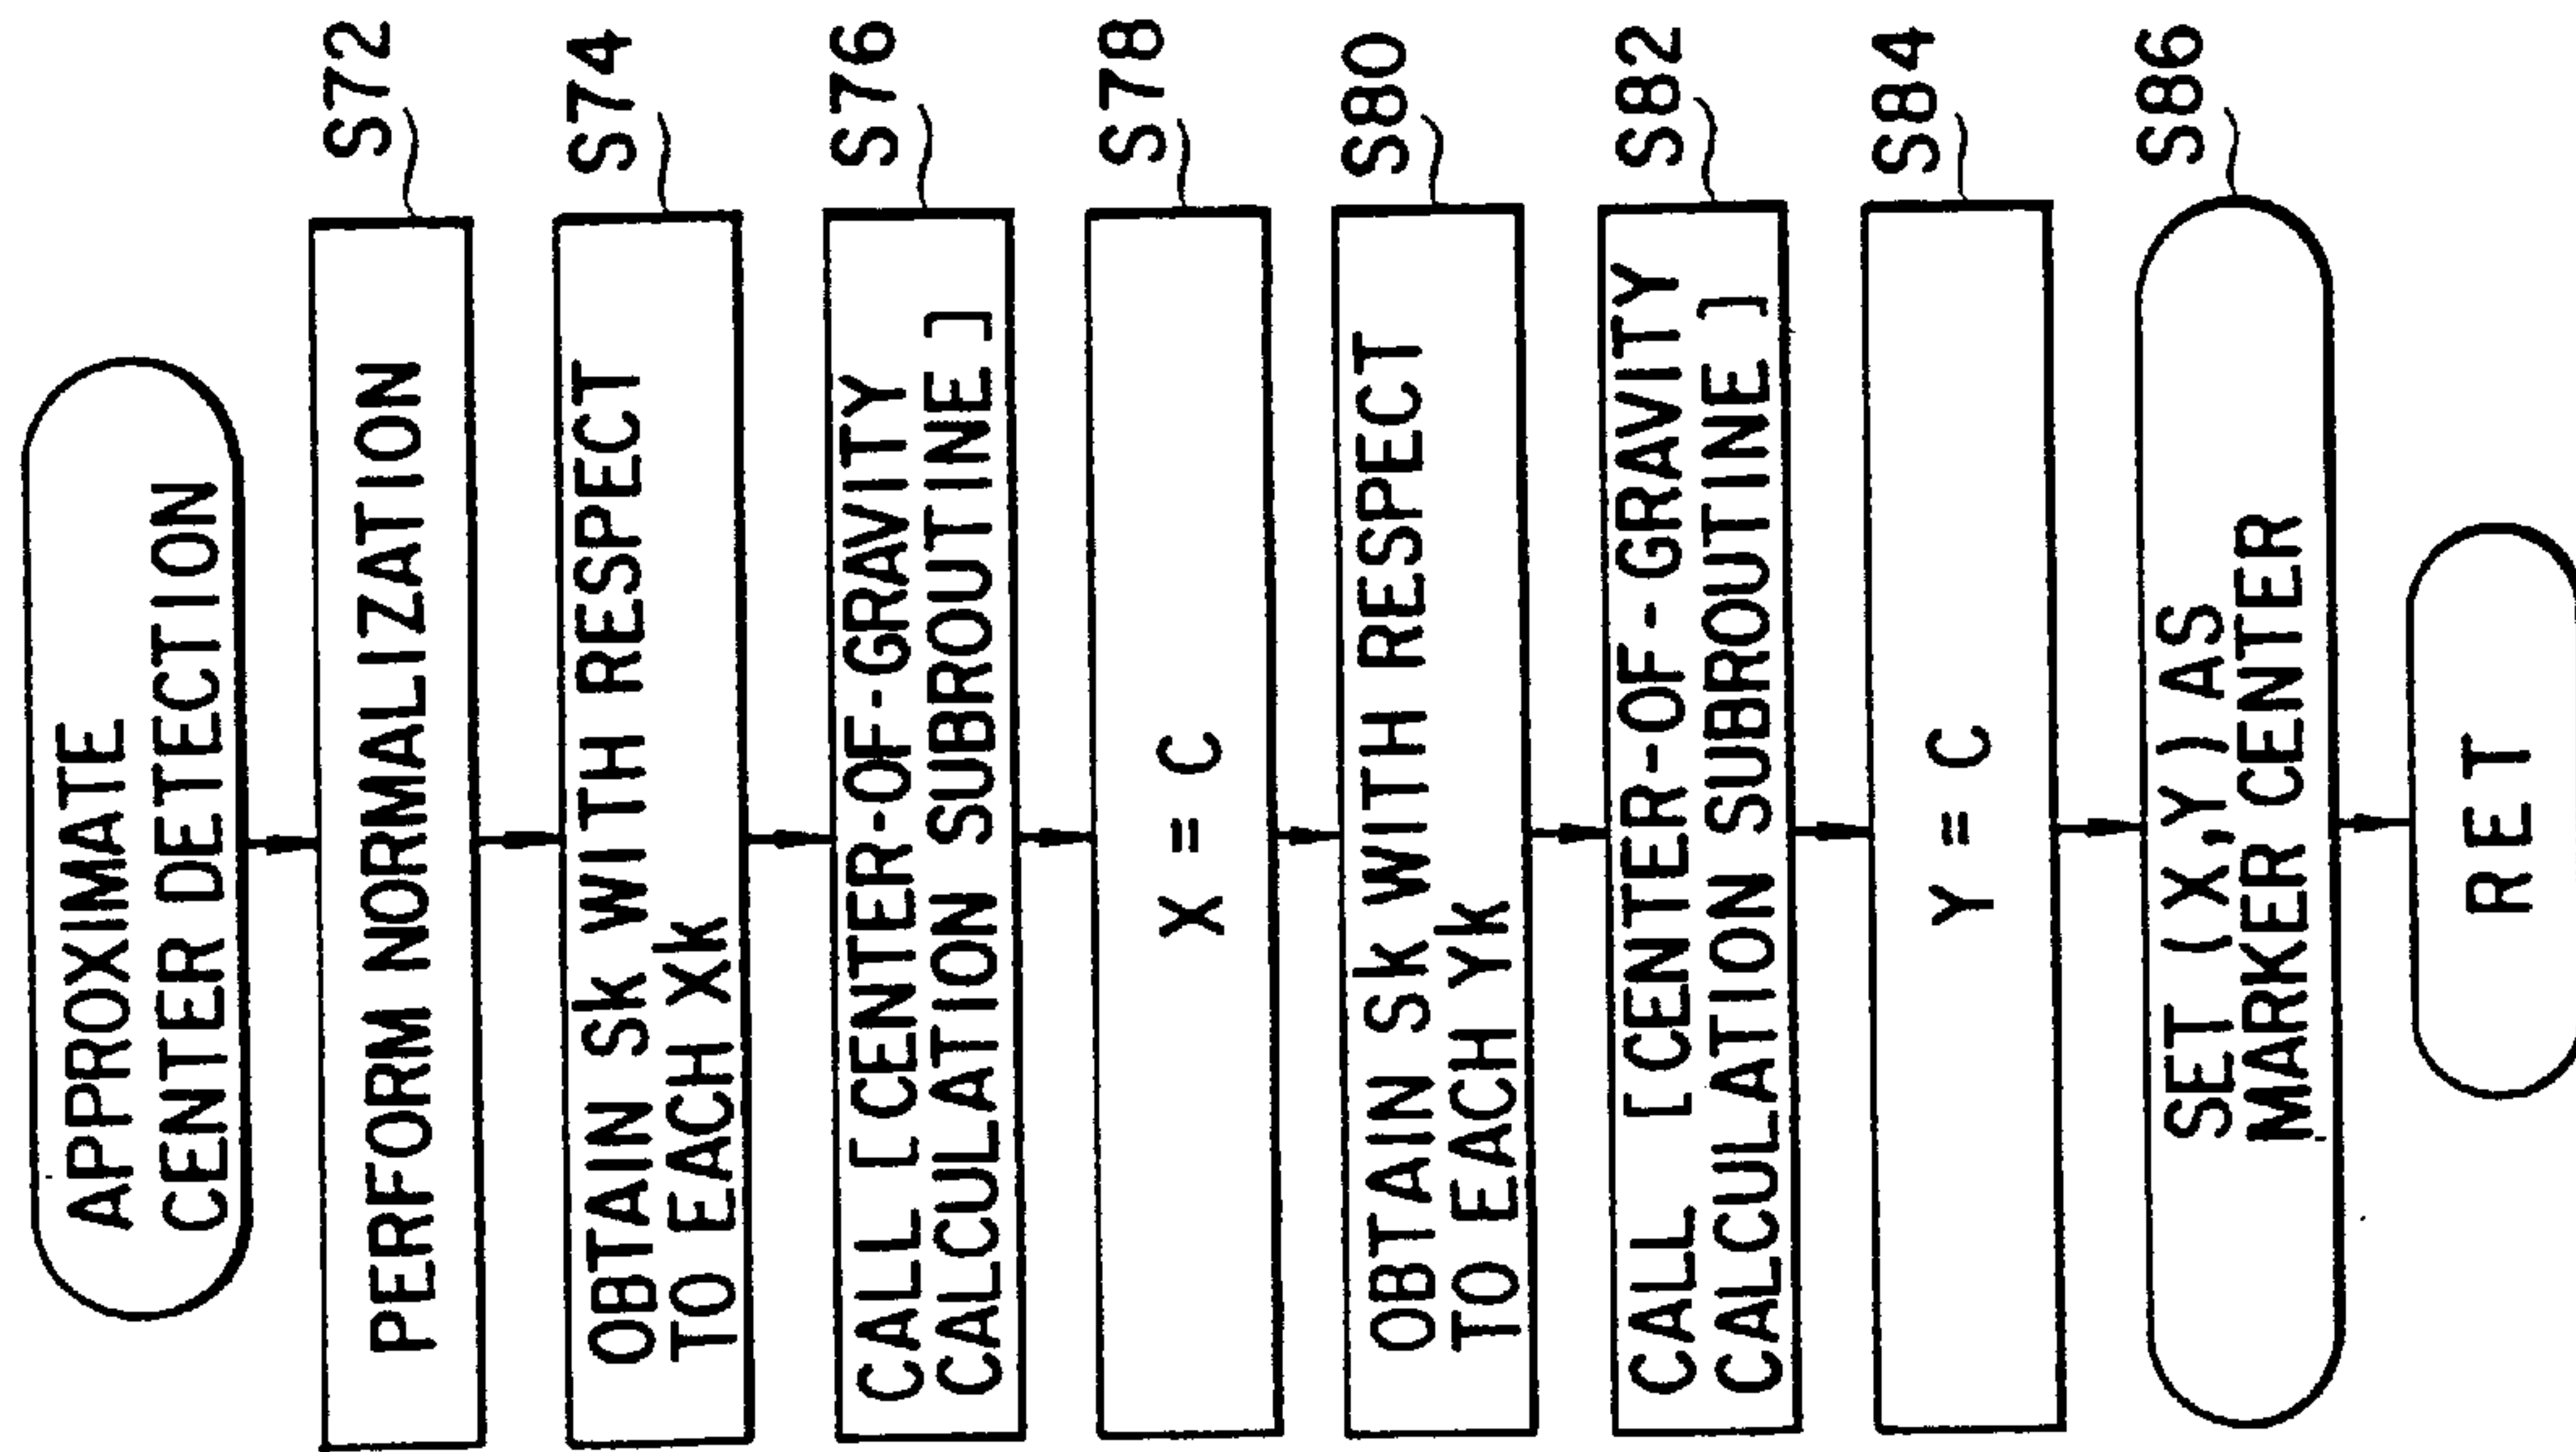 APPROXIMATE
CENTER DETECTION
PERFORM NORMALIZATION
S72
OBTAIN Sk WITH RESPECT
TO EACH Xk
S74
CALL [CENTER-OF-GRAVITY
CALCULATION SUBROUTINE]
S76
X = C
S78
OBTAIN Sk WITH RESPECT
TO EACH Yk
S80
CALL [CENTER-OF-GRAVITY
CALCULATION SUBROUTINE]
S82
Y = C
S84
SET (X,Y) AS
MARKER CENTER
S86
RET